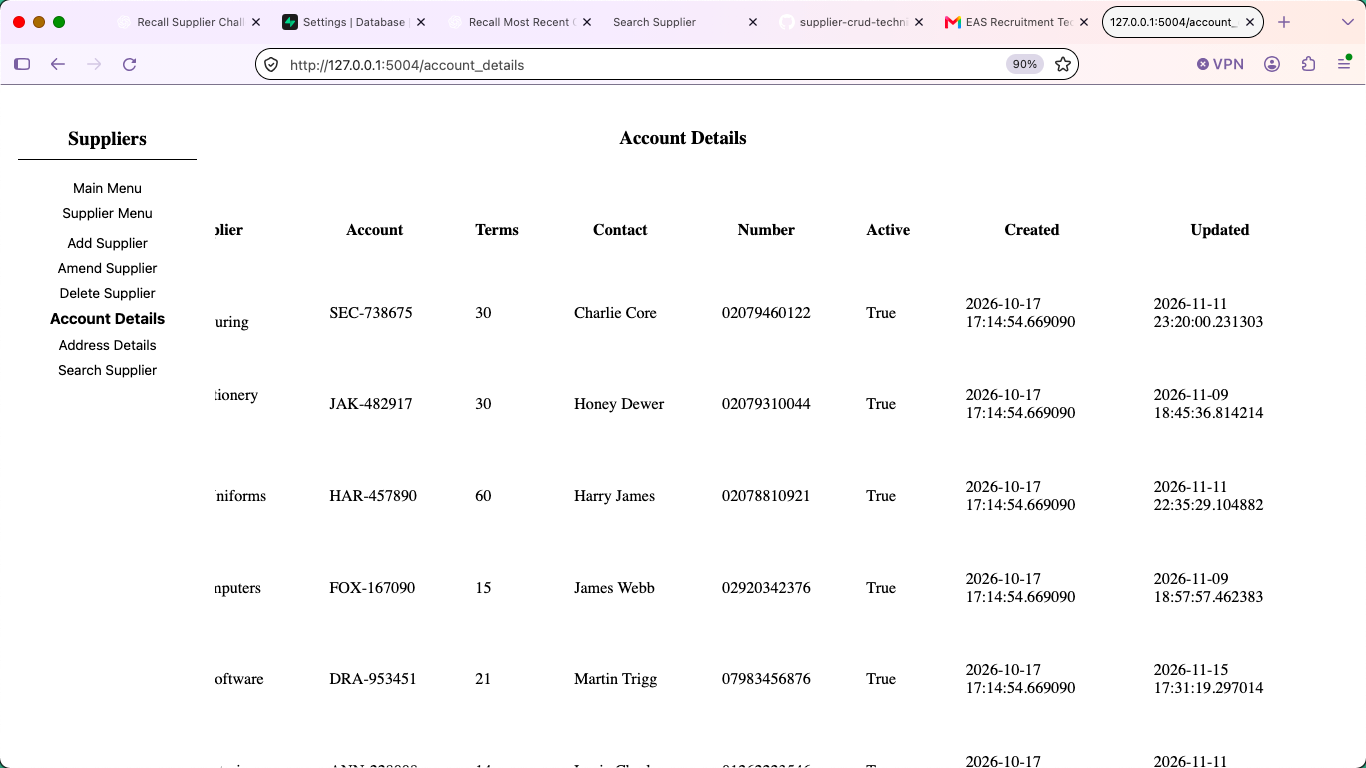 Recall Supplier Chall
Settings | Database
Recall Most Recent
Search Supplier
supplier-crud-techni
EAS Recruitment Tec
127.0.0.1:5004/account_
http://127.0.0.1:5004/account_details
90%
VPN
Suppliers
Main Menu
Supplier Menu
Add Supplier
Amend Supplier
Delete Supplier
Account Details
Address Details
Search Supplier
Account Details
plier Account Terms Contact Number Active Created Updated
uring SEC-738675 30 Charlie Core 02079460122 True 2026-10-17 17:14:54.669090 2026-11-11 23:20:00.231303
tionery JAK-482917 30 Honey Dewer 02079310044 True 2026-10-17 17:14:54.669090 2026-11-09 18:45:36.814214
niforms HAR-457890 60 Harry James 02078810921 True 2026-10-17 17:14:54.669090 2026-11-11 22:35:29.104882
mputers FOX-167090 15 James Webb 02920342376 True 2026-10-17 17:14:54.669090 2026-11-09 18:57:57.462383
oftware DRA-953451 21 Martin Trigg 07983456876 True 2026-10-17 17:14:54.669090 2026-11-15 17:31:19.297014
2026-10-17 2026-11-11